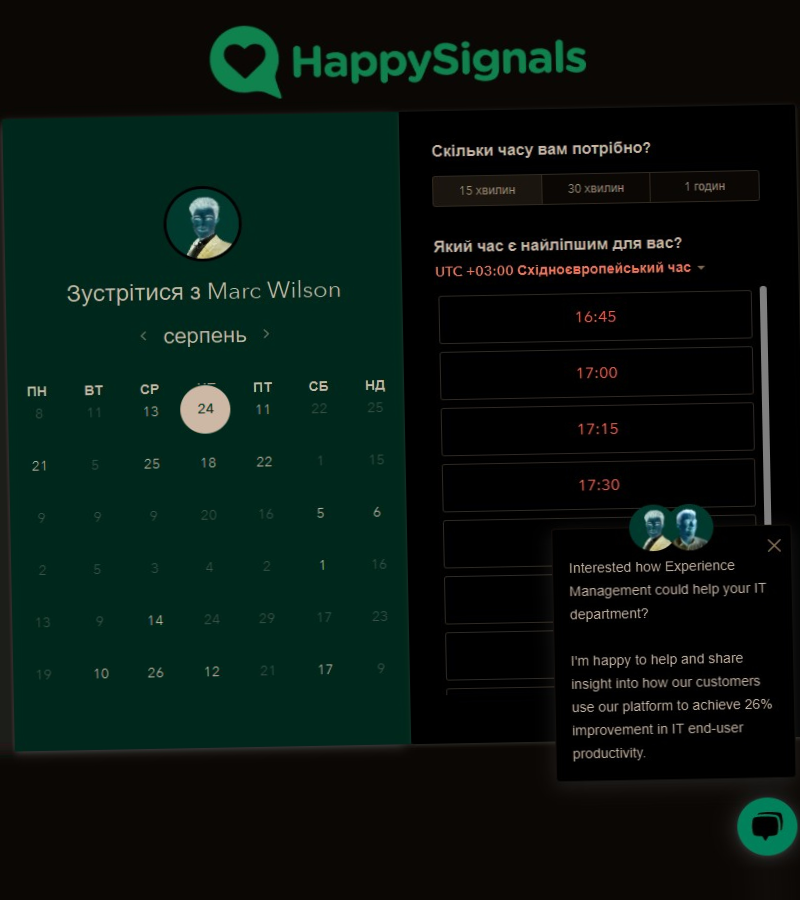 HappySignals
Зустрітися з Marc Wilson
серпень
ПН ВТ СР ПТ СБ НД
8 11 13 24 11 22 25
21 5 25 18 22 1 15
9 9 9 20 16 5 6
2 5 3 4 2 1 16
13 9 14 24 29 17 23
19 10 26 12 21 17 9
Скільки часу вам потрібно?
15 хвилин 30 хвилин 1 годин
Який час є найліпшим для вас?
UTC +03:00 Східноєвропейський час
16:45
17:00
17:15
17:30
Interested how Experience
Management could help your IT
department?
I'm happy to help and share
insight into how our customers
use our platform to achieve 26%
improvement in IT end-user
productivity.